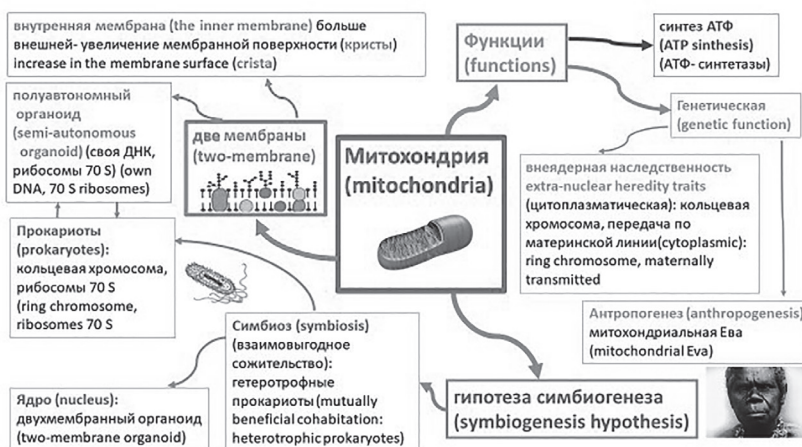 внутренняя мембрана (the inner membrane) больше
внешней- увеличение мембранной поверхности (кристы)
increase in the membrane surface (crista)
Функции
(functions)
синтез АТФ
(ATP sinthesis)
(АТФ- синтетазы)
полуавтономный
органоид
(semi-autonomous
organoid) (своя ДНК,
рибосомы 70 S) (own
DNA, 70 S ribosomes)
две мембраны
(two-membrane)
Митохондрия
(mitochondria)
Генетическая
(genetic function)
внеядерная наследственность
extra-nuclear heredity traits
(цитоплазматическая): кольцевая
хромосома, передача по
материнской линии(cytoplasmic):
ring chromosome, maternally
transmitted
Прокариоты
(prokaryotes):
кольцевая хромосома,
рибосомы 70 S
(ring chromosome,
ribosomes 70 S
Антропогенез (anthropogenesis)
митохондриальная Ева
(mitochondrial Eva)
Симбиоз (symbiosis)
(взаимовыгодное
сожительство):
гетеротрофные
прокариоты (mutually
beneficial cohabitation:
heterotrophic prokaryotes)
Ядро (nucleus):
двухмембранный органоид
(two-membrane organoid)
гипотеза симбиогенеза
(symbiogenesis hypothesis)